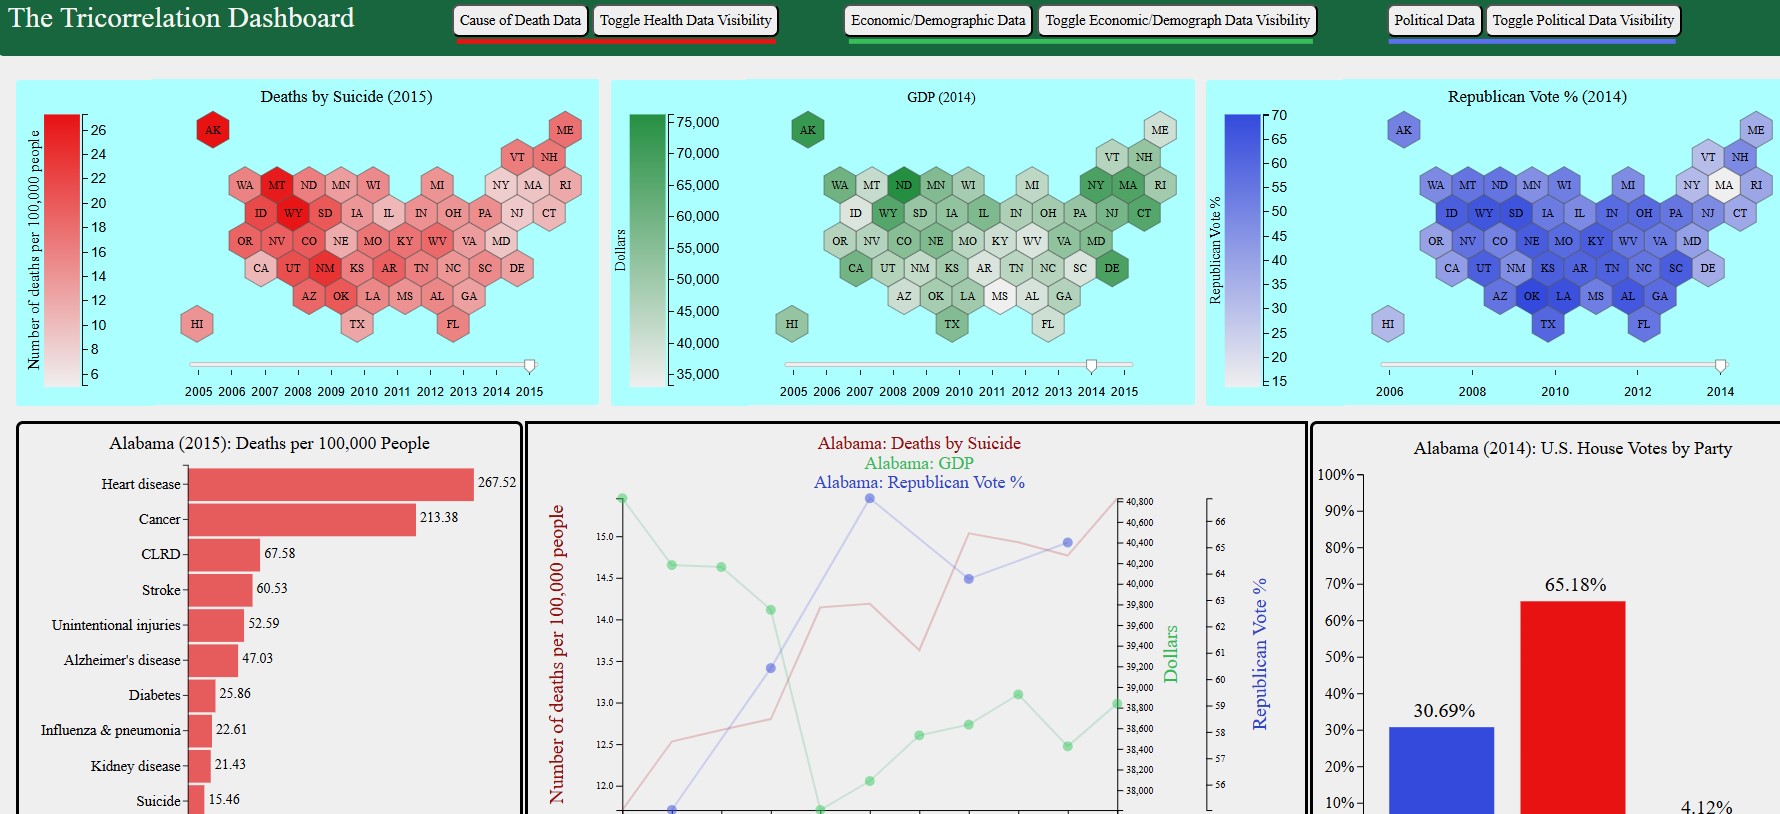 The Tricorrelation Dashboard
Cause of Death Data
Toggle Health Data Visibility
Economic/Demographic Data
Toggle Economic/Demograph Data Visibility
Political Data
Toggle Political Data Visibility
Deaths by Suicide (2015)
Number of deaths per 100,000 people
26
24
22
20
18
16
14
12
10
8
6
AK
ME
VT NH
WA MT ND MN WI MI NY MA RI
ID WY SD IA IL IN OH PA NJ CT
OR NV CO NE MO KY WV VA MD
CA UT NM KS AR TN NC SC DE
AZ OK LA MS AL GA
HI TX FL
2005 2006 2007 2008 2009 2010 2011 2012 2013 2014 2015
GDP (2014)
Dollars
75,000
70,000
65,000
60,000
55,000
50,000
45,000
40,000
35,000
AK
ME
VT NH
WA MT ND MN WI MI NY MA RI
ID WY SD IA IL IN OH PA NJ CT
OR NV CO NE MO KY WV VA MD
CA UT NM KS AR TN NC SC DE
AZ OK LA MS AL GA
HI TX FL
2005 2006 2007 2008 2009 2010 2011 2012 2013 2014 2015
Republican Vote % (2014)
Republican Vote %
70
65
60
55
50
45
40
35
30
25
20
15
AK
ME
VT NH
WA MT ND MN WI MI NY MA RI
ID WY SD IA IL IN OH PA NJ CT
OR NV CO NE MO KY WV VA MD
CA UT NM KS AR TN NC SC DE
AZ OK LA MS AL GA
HI TX FL
2006 2008 2010 2012 2014
Alabama (2015): Deaths per 100,000 People
Heart disease 267.52
Cancer 213.38
CLRD 67.58
Stroke 60.53
Unintentional injuries 52.59
Alzheimer's disease 47.03
Diabetes 25.86
Influenza & pneumonia 22.61
Kidney disease 21.43
Suicide 15.46
Alabama: Deaths by Suicide
Alabama: GDP
Alabama: Republican Vote %
Number of deaths per 100,000 people
15.0
14.5
14.0
13.5
13.0
12.5
12.0
40,800
40,600
40,400
40,200
40,000
39,800
39,600
39,400
39,200
39,000
38,800
38,600
38,400
38,200
38,000
Dollars
66
65
64
63
62
61
60
59
58
57
56
Republican Vote %
Alabama (2014): U.S. House Votes by Party
100%
90%
80%
70%
60%
50%
40%
30%
20%
10%
30.69%
65.18%
4.12%